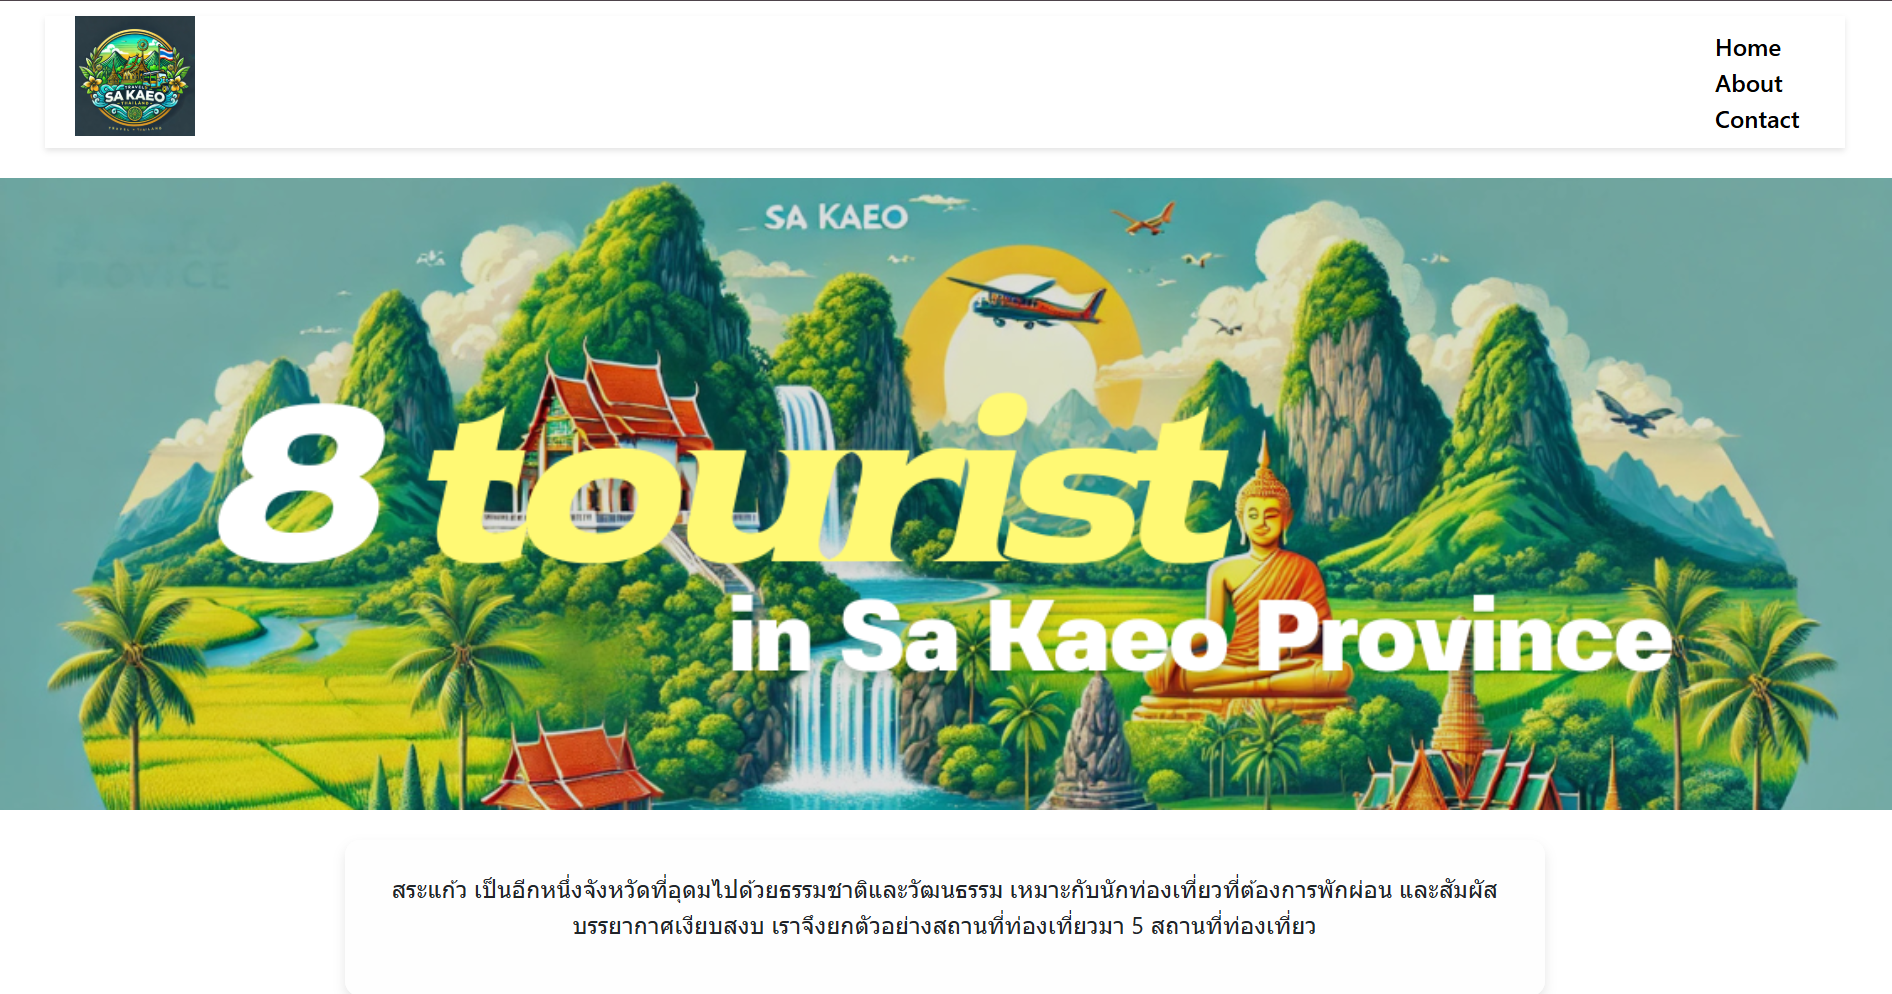 TRAVELS
SA KAEO
THAILAND
TRAVEL • THAILAND
Home
About
Contact
SA KAEO
PROVINCE
8 tourist
in Sa Kaeo Province
สระแก้ว เป็นอีกหนึ่งจังหวัดที่อุดมไปด้วยธรรมชาติและวัฒนธรรม เหมาะกับนักท่องเที่ยวที่ต้องการพักผ่อน และสัมผัส
บรรยากาศเงียบสงบ เราจึงยกตัวอย่างสถานที่ท่องเที่ยวมา 5 สถานที่ท่องเที่ยว